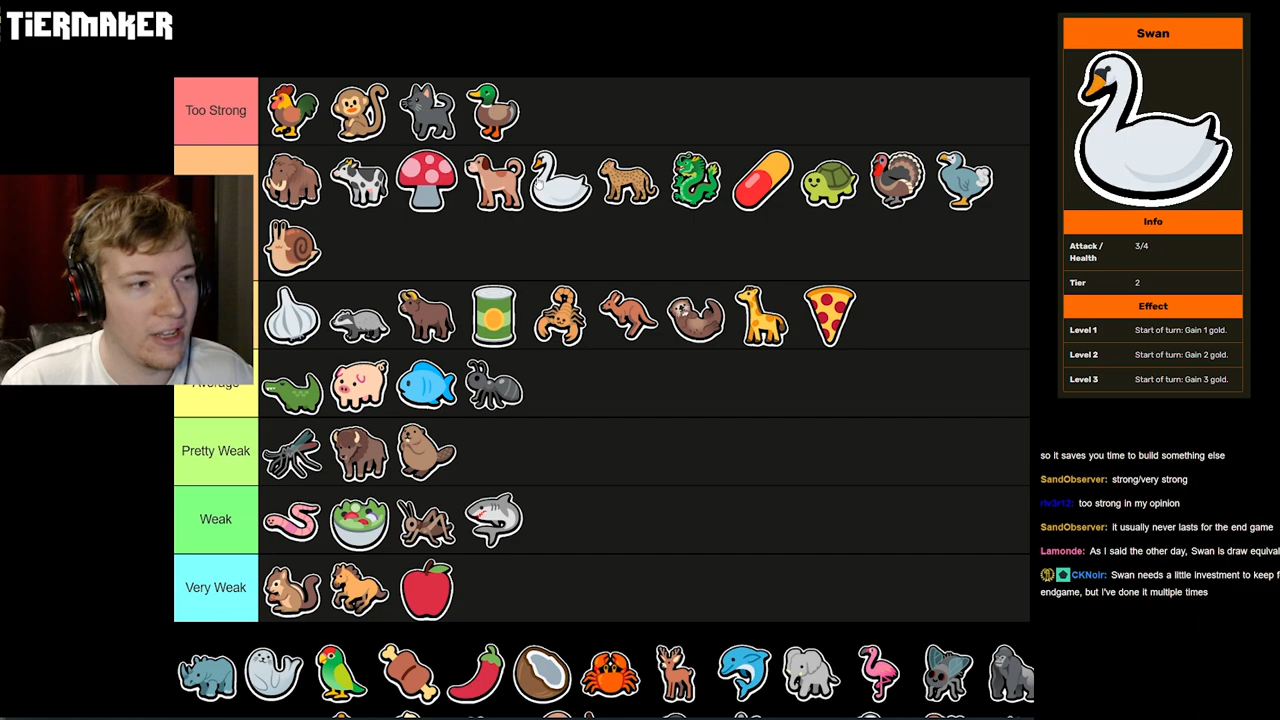 TiERMAKER
Too Strong
Average
Pretty Weak
Weak
Very Weak
Swan
Info
Attack / Health 3/4
Tier 2
Effect
Level 1 Start of turn: Gain 1 gold.
Level 2 Start of turn: Gain 2 gold.
Level 3 Start of turn: Gain 3 gold.
so it saves you time to build something else
SandObserver: strong/very strong
riv3r12: too strong in my opinion
SandObserver: it usually never lasts for the end game
Lamonde: As I said the other day, Swan is draw equival
CKNoir: Swan needs a little investment to keep f
endgame, but I've done it multiple times